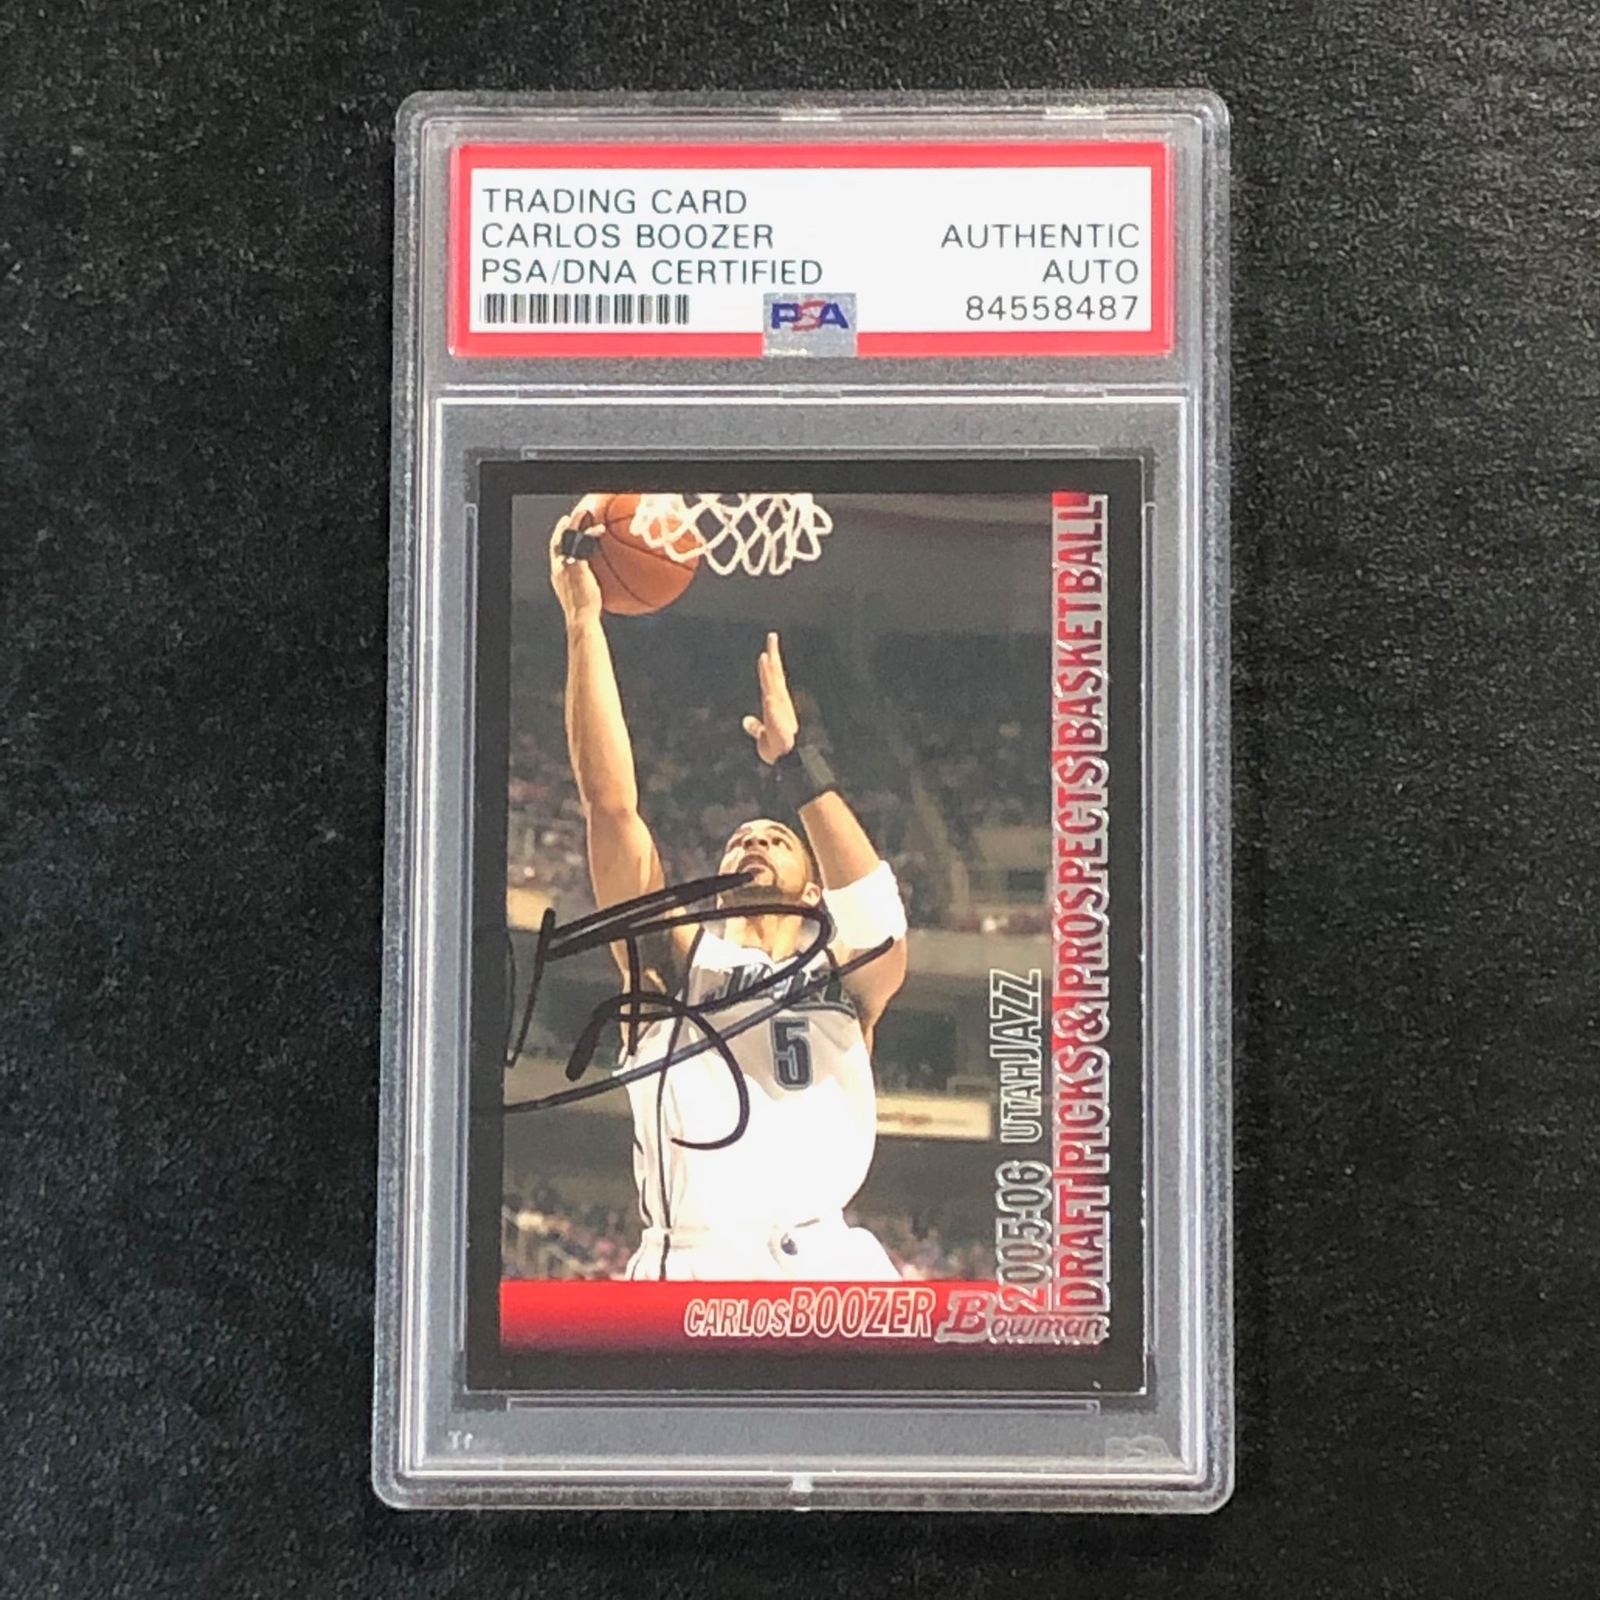 TRADING CARD
CARLOS BOOZER
PSA/DNA CERTIFIED
AUTHENTIC
AUTO
84558487
PSA
5
2005-06 UTAH JAZZ
DRAFT PICKS & PROSPECTS BASKETBALL
CARLOS BOOZER
Bowman